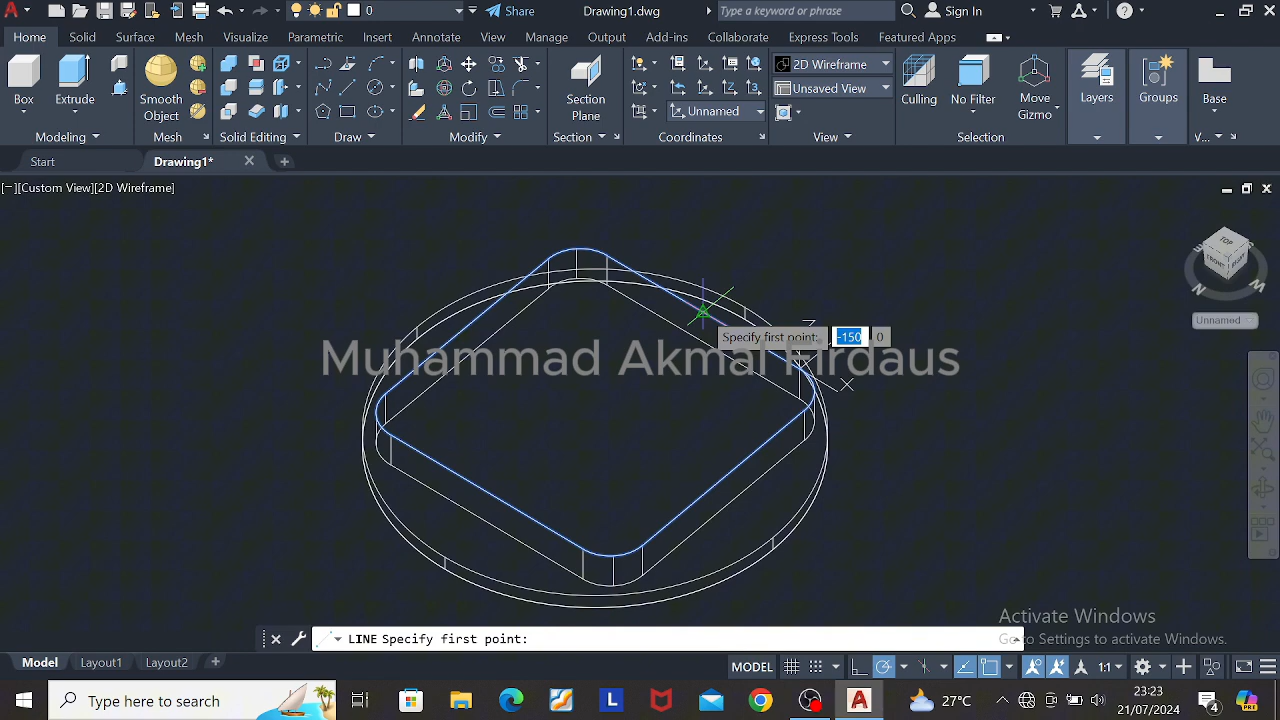 Share
Drawing1.dwg
Type a keyword or phrase
Sign In
Home Solid Surface Mesh Visualize Parametric Insert Annotate View Manage Output Add-ins Collaborate Express Tools Featured Apps
0
Box
Extrude
Smooth
Object
Section
Plane
Unnamed
2D Wireframe
Unsaved View
Culling
No Filter
Move
Gizmo
Layers
Groups
Base
Modeling
Mesh
Solid Editing
Draw
Modify
Section
Coordinates
View
Selection
V...
Start
Drawing1*
[−][Custom View][2D Wireframe]
TOP
FRONT
RIGHT
N
Unnamed
Specify first point:
-150
0
Z
X
Muhammad Akmal Firdaus
Activate Windows
Go to Settings to activate Windows.
LINE Specify first point:
Model
Layout1
Layout2
MODEL
1:1
Type here to search
27°C
23:23
21/07/2024
4